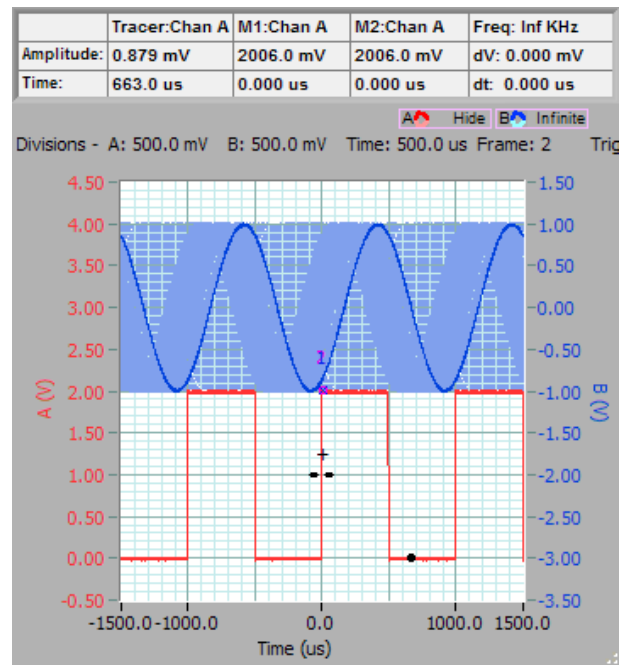 Tracer:Chan A M1:Chan A M2:Chan A Freq: Inf KHz
Amplitude: 0.879 mV 2006.0 mV 2006.0 mV dV: 0.000 mV
Time: 663.0 us 0.000 us 0.000 us dt: 0.000 us
A Hide B Infinite
Divisions - A: 500.0 mV B: 500.0 mV Time: 500.0 us Frame: 2 Trig
4.50 1.50
4.00 1.00
3.50 0.50
3.00 0.00
2.50 -0.50
2.00 -1.00
1.50 -1.50
1.00 -2.00
0.50 -2.50
0.00 -3.00
-0.50 -3.50
A (V)
B (V)
-1500.0 -1000.0 0.0 1000.0 1500.0
Time (us)